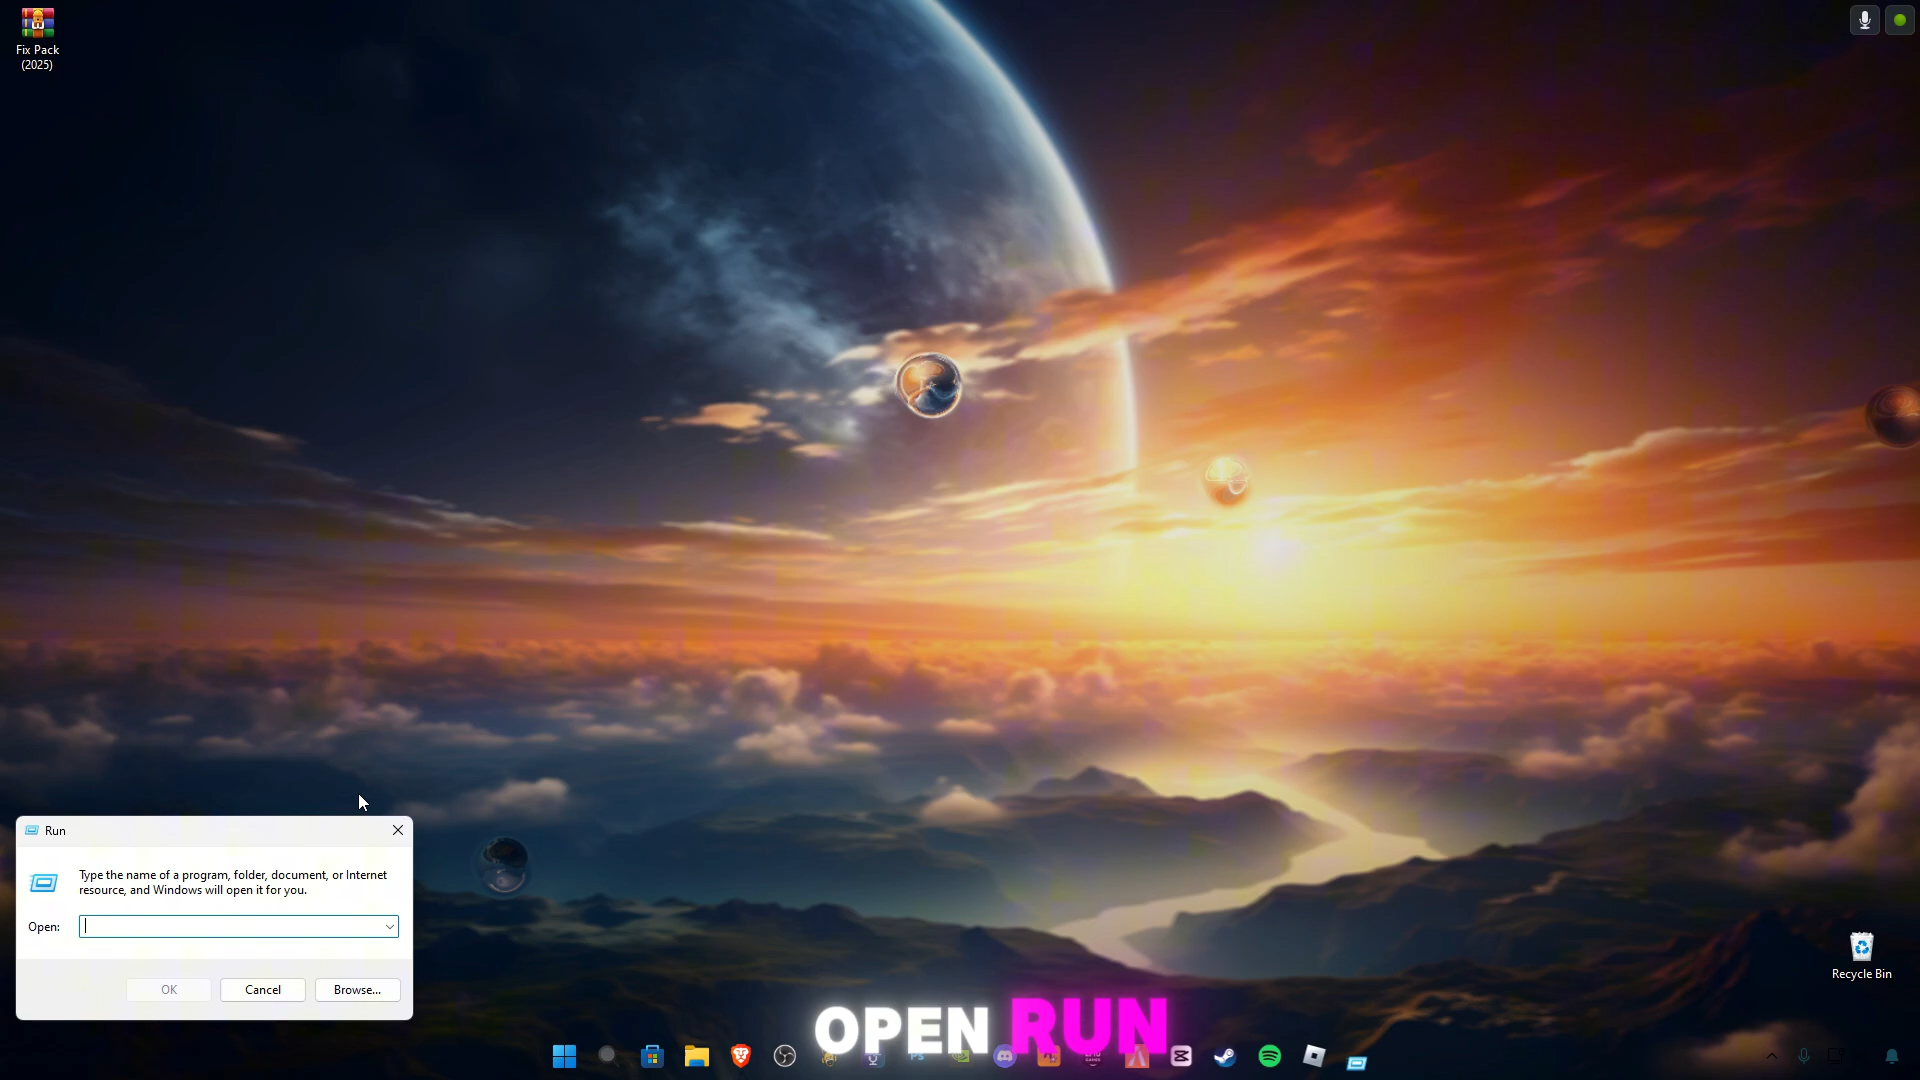 Fix Pack
(2025)
Run
Type the name of a program, folder, document, or Internet
resource, and Windows will open it for you.
Open:
OK
Cancel
Browse...
Recycle Bin
OPEN RUN